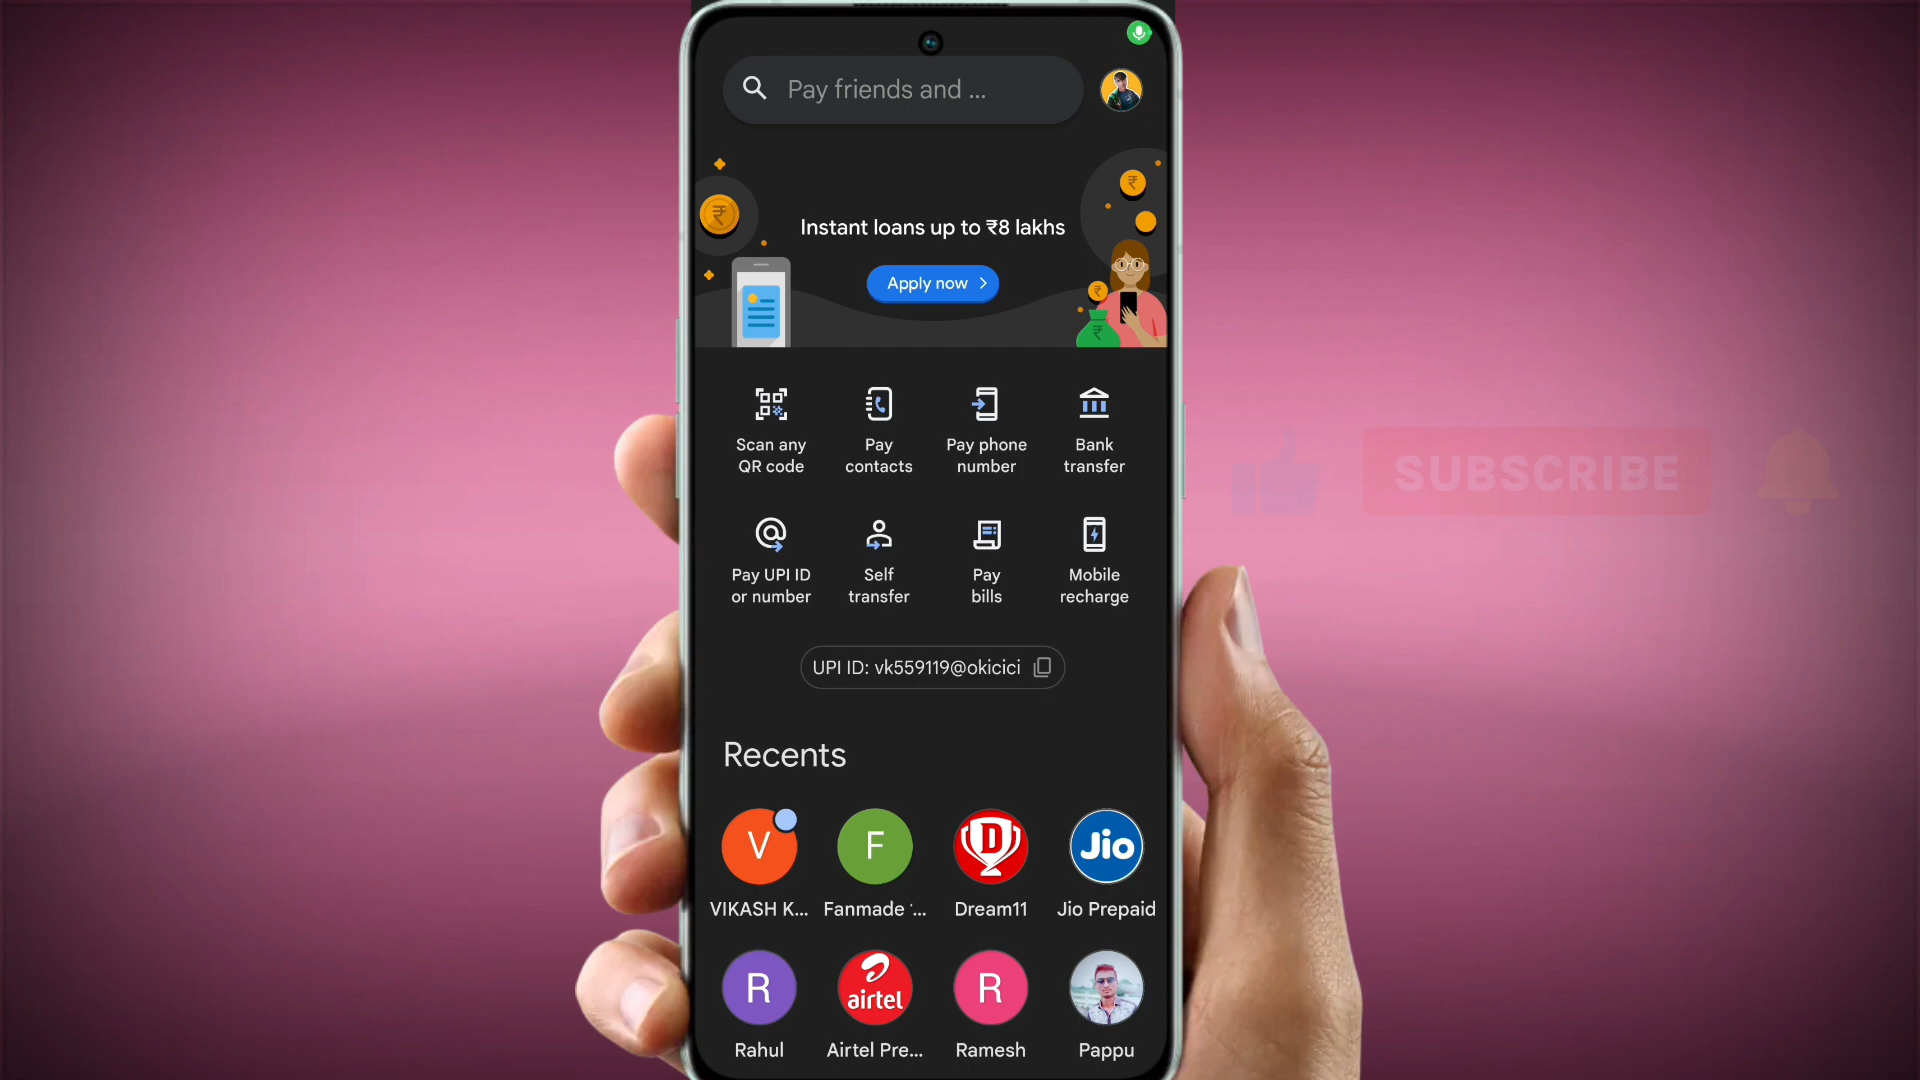 Pay friends and ...
Instant loans up to ₹8 lakhs
Apply now
Scan any
QR code
Pay
contacts
Pay phone
number
Bank
transfer
SUBSCRIBE
Pay UPI ID
or number
Self
transfer
Pay
bills
Mobile
recharge
UPI ID: vk559119@okicici
Recents
V
F
D
Jio
VIKASH K...
Fanmade ...
Dream11
Jio Prepaid
R
airtel
R
Rahul
Airtel Pre...
Ramesh
Pappu